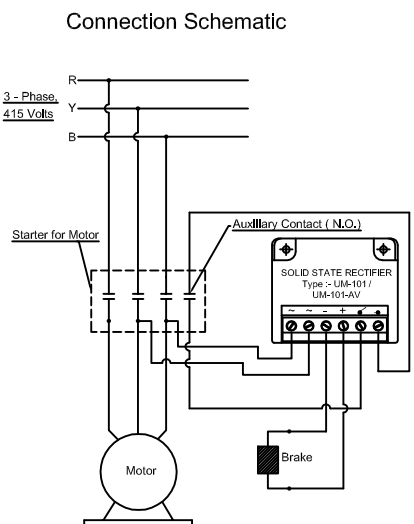 Connection Schematic
R
3 - Phase,
415 Volts
Y
B
Auxiliary Contact ( N.O.)
Starter for Motor
SOLID STATE RECTIFIER
Type :- UM-101 /
UM-101-AV
~ ~ - +
Brake
Motor